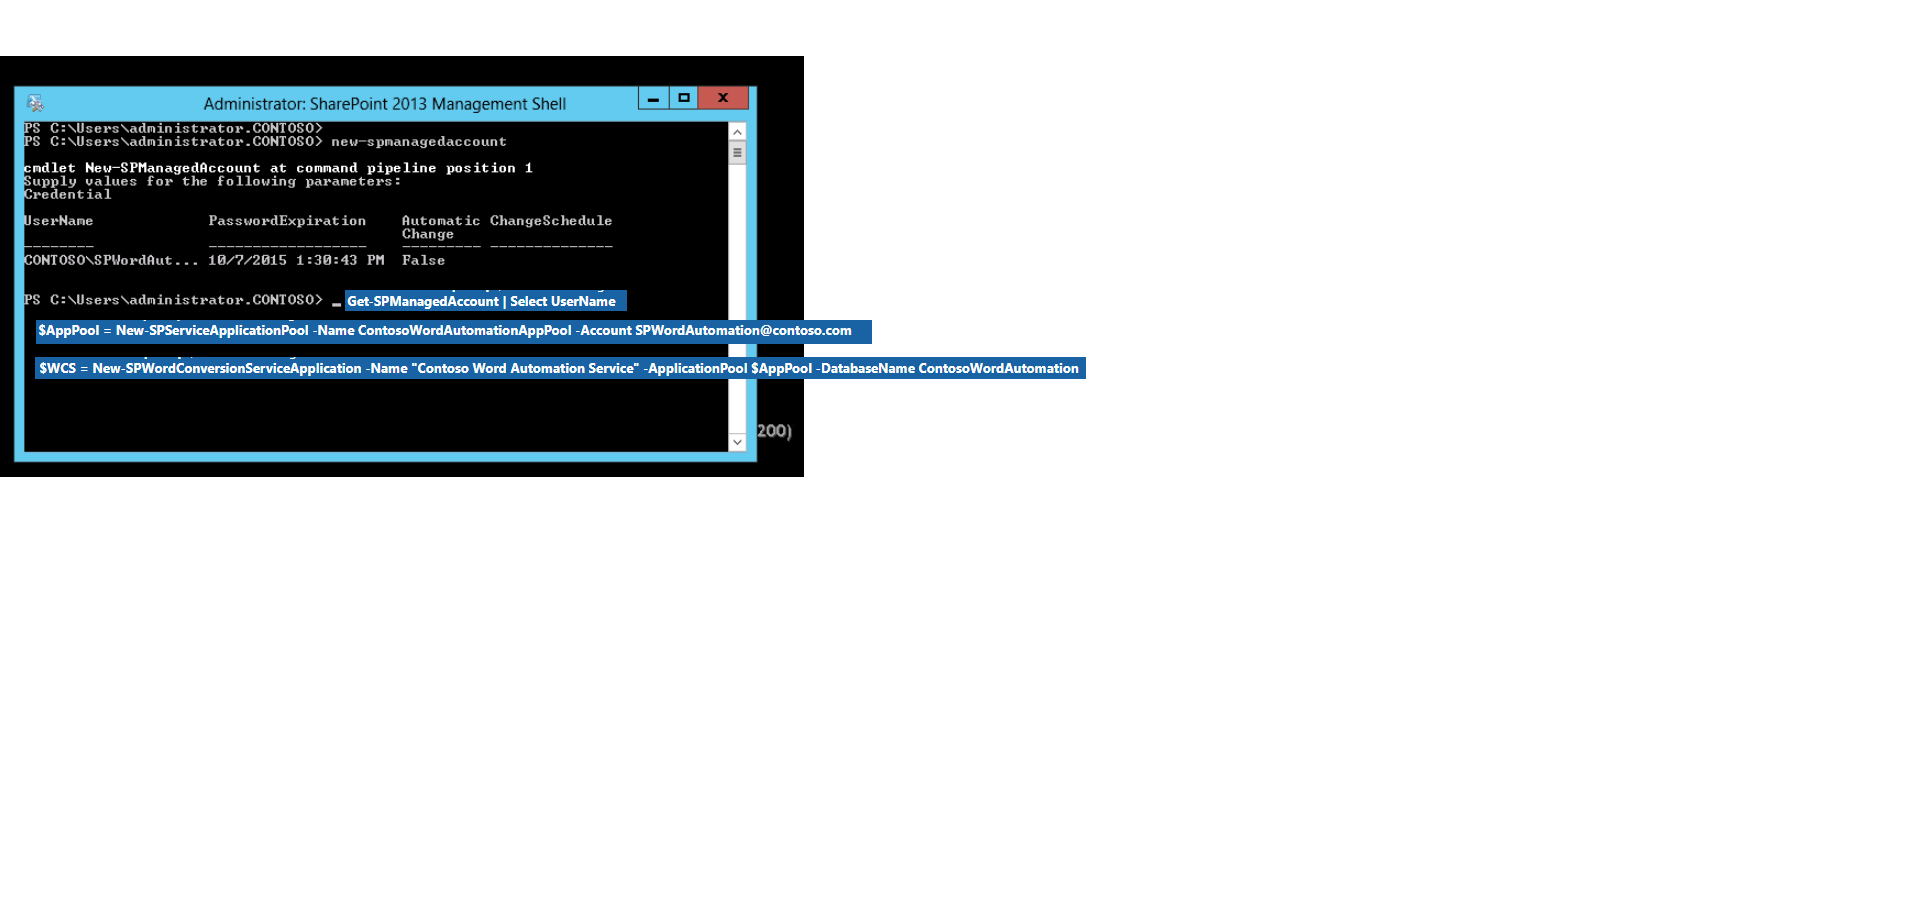 Administrator: SharePoint 2013 Management Shell
PS C:\Users\administrator.CONTOSO>
PS C:\Users\administrator.CONTOSO> new-spmanagedaccount
cmdlet New-SPManagedAccount at command pipeline position 1
Supply values for the following parameters:
Credential
UserName PasswordExpiration Automatic ChangeSchedule
Change
-------- ------------------ --------- --------------
CONTOSO\SPWordAut... 10/7/2015 1:30:43 PM False
PS C:\Users\administrator.CONTOSO> _ Get-SPManagedAccount | Select UserName
$AppPool = New-SPServiceApplicationPool -Name ContosoWordAutomationAppPool -Account SPWordAutomation@contoso.com
$WCS = New-SPWordConversionServiceApplication -Name "Contoso Word Automation Service" -ApplicationPool $AppPool -DatabaseName ContosoWordAutomation
200)